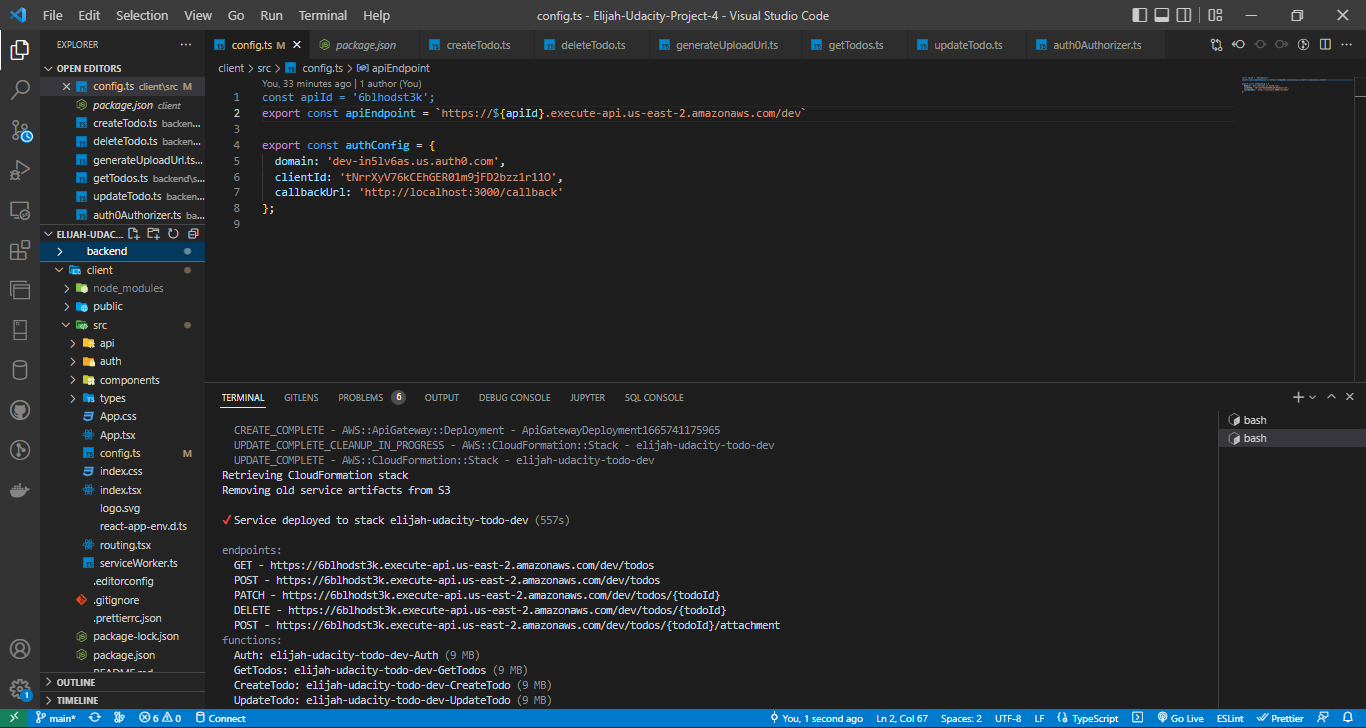 File Edit Selection View Go Run Terminal Help config.ts - Elijah-Udacity-Project-4 - Visual Studio Code
EXPLORER
OPEN EDITORS
config.ts client\src M
package.json client
createTodo.ts backen...
deleteTodo.ts backen...
generateUploadUrl.ts...
getTodos.ts backend\s...
updateTodo.ts backen...
auth0Authorizer.ts ba...
ELIJAH-UDAC...
backend
client
node_modules
public
src
api
auth
components
types
App.css
App.tsx
config.ts M
index.css
index.tsx
logo.svg
react-app-env.d.ts
routing.tsx
serviceWorker.ts
.editorconfig
.gitignore
.prettierrc.json
package-lock.json
package.json
README.md
OUTLINE
TIMELINE
config.ts M package.json createTodo.ts deleteTodo.ts generateUploadUrl.ts getTodos.ts updateTodo.ts auth0Authorizer.ts
client > src > config.ts > apiEndpoint
You, 33 minutes ago | 1 author (You)
1 const apiId = '6blhodst3k';
2 export const apiEndpoint = `https://${apiId}.execute-api.us-east-2.amazonaws.com/dev`
3
4 export const authConfig = {
5 domain: 'dev-in5lv6as.us.auth0.com',
6 clientId: 'tNrrXyV76kCEhGER01m9jFD2bzz1r11O',
7 callbackUrl: 'http://localhost:3000/callback'
8 };
9
TERMINAL GITLENS PROBLEMS 6 OUTPUT DEBUG CONSOLE JUPYTER SQL CONSOLE
CREATE_COMPLETE - AWS::ApiGateway::Deployment - ApiGatewayDeployment1665741175965
UPDATE_COMPLETE_CLEANUP_IN_PROGRESS - AWS::CloudFormation::Stack - elijah-udacity-todo-dev
UPDATE_COMPLETE - AWS::CloudFormation::Stack - elijah-udacity-todo-dev
Retrieving CloudFormation stack
Removing old service artifacts from S3
✓Service deployed to stack elijah-udacity-todo-dev (557s)
endpoints:
GET - https://6blhodst3k.execute-api.us-east-2.amazonaws.com/dev/todos
POST - https://6blhodst3k.execute-api.us-east-2.amazonaws.com/dev/todos
PATCH - https://6blhodst3k.execute-api.us-east-2.amazonaws.com/dev/todos/{todoId}
DELETE - https://6blhodst3k.execute-api.us-east-2.amazonaws.com/dev/todos/{todoId}
POST - https://6blhodst3k.execute-api.us-east-2.amazonaws.com/dev/todos/{todoId}/attachment
functions:
Auth: elijah-udacity-todo-dev-Auth (9 MB)
GetTodos: elijah-udacity-todo-dev-GetTodos (9 MB)
CreateTodo: elijah-udacity-todo-dev-CreateTodo (9 MB)
UpdateTodo: elijah-udacity-todo-dev-UpdateTodo (9 MB)
bash
bash
1
main* 6 0 Connect You, 1 second ago Ln 2, Col 67 Spaces: 2 UTF-8 LF TypeScript Go Live ESLint Prettier